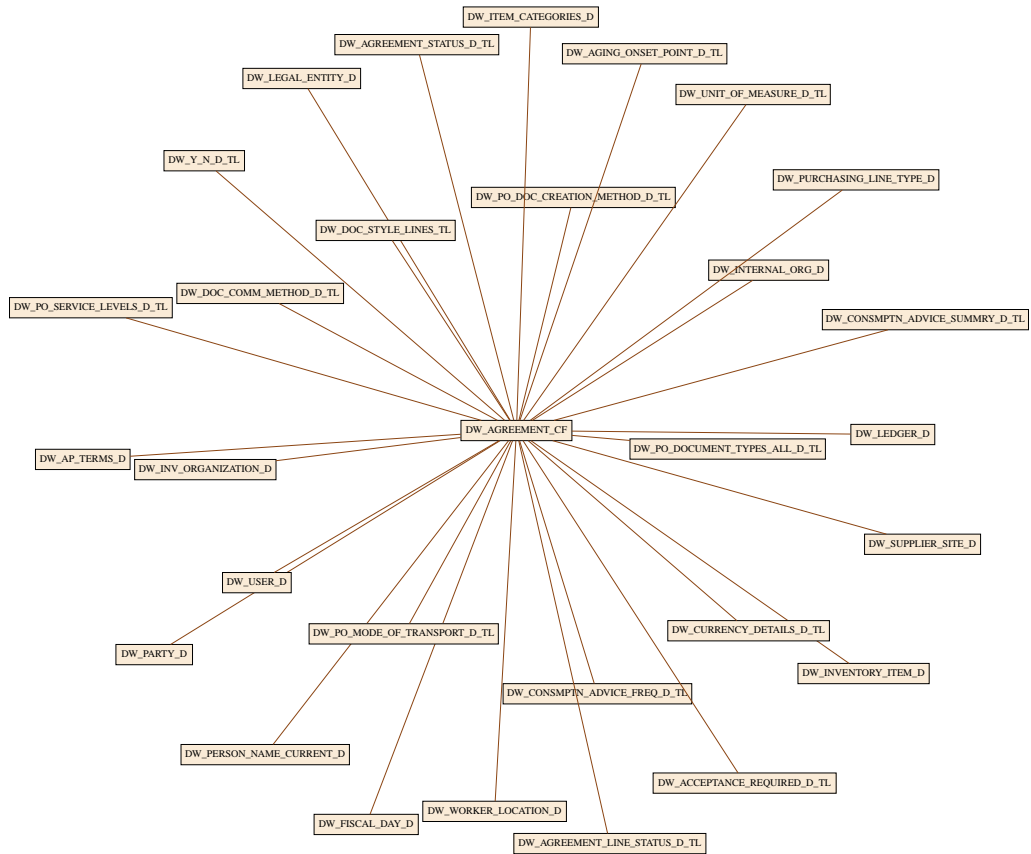 DW_ITEM_CATEGORIES_D
DW_AGREEMENT_STATUS_D_TL
DW_AGING_ONSET_POINT_D_TL
DW_LEGAL_ENTITY_D
DW_UNIT_OF_MEASURE_D_TL
DW_Y_N_D_TL
DW_PURCHASING_LINE_TYPE_D
DW_PO_DOC_CREATION_METHOD_D_TL
DW_DOC_STYLE_LINES_TL
DW_INTERNAL_ORG_D
DW_DOC_COMM_METHOD_D_TL
DW_PO_SERVICE_LEVELS_D_TL
DW_CONSMPTN_ADVICE_SUMMRY_D_TL
DW_AGREEMENT_CF
DW_LEDGER_D
DW_PO_DOCUMENT_TYPES_ALL_D_TL
DW_AP_TERMS_D
DW_INV_ORGANIZATION_D
DW_SUPPLIER_SITE_D
DW_USER_D
DW_CURRENCY_DETAILS_D_TL
DW_PO_MODE_OF_TRANSPORT_D_TL
DW_PARTY_D
DW_INVENTORY_ITEM_D
DW_CONSMPTN_ADVICE_FREQ_D_TL
DW_PERSON_NAME_CURRENT_D
DW_ACCEPTANCE_REQUIRED_D_TL
DW_WORKER_LOCATION_D
DW_FISCAL_DAY_D
DW_AGREEMENT_LINE_STATUS_D_TL